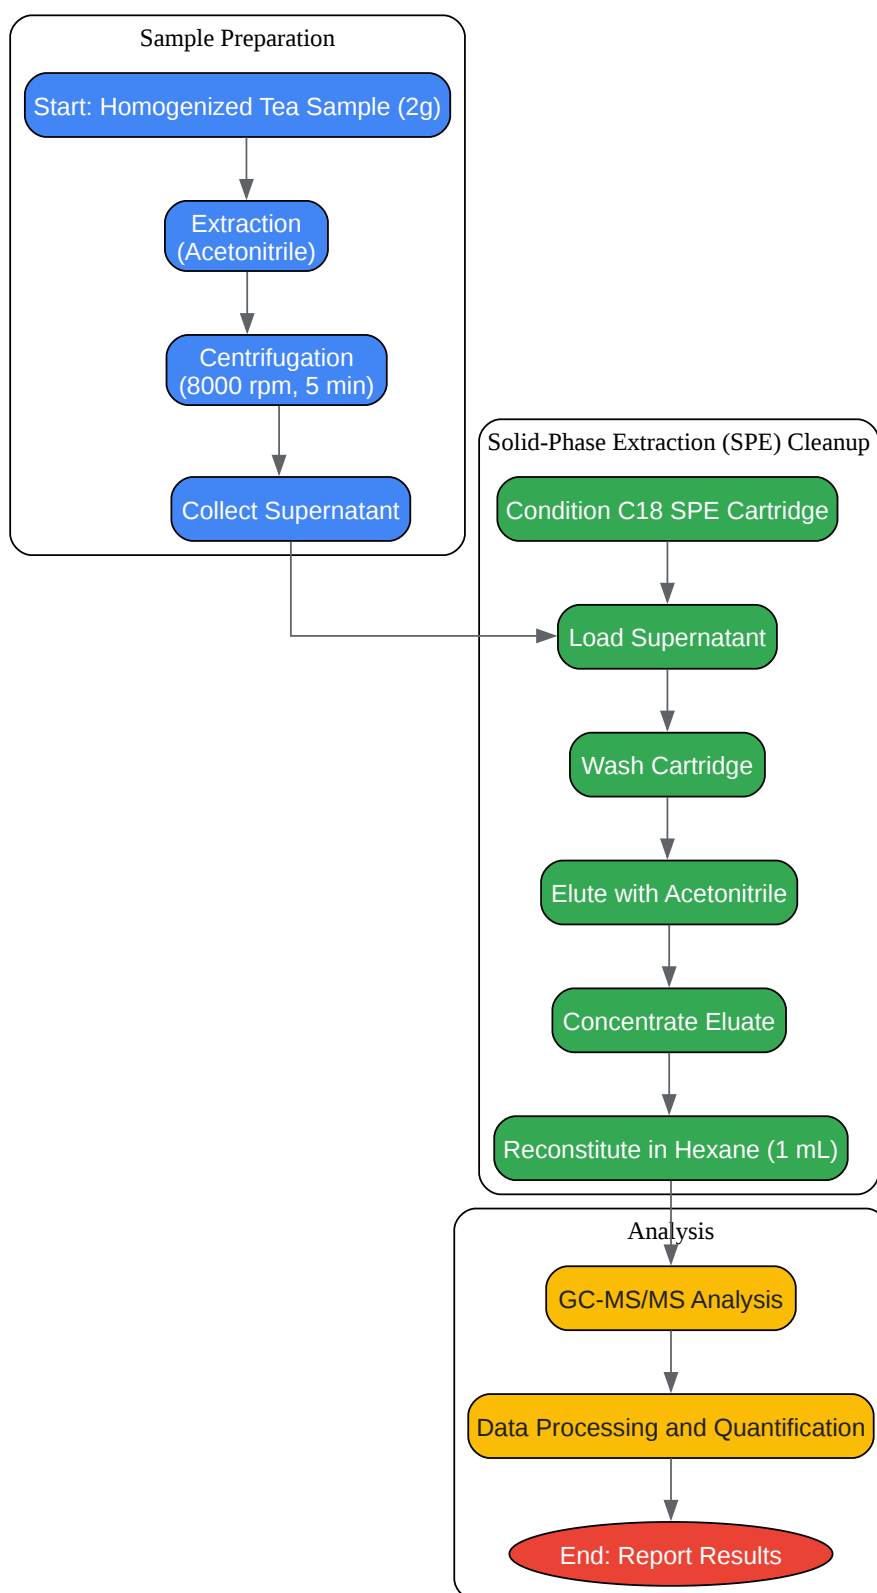 Sample Preparation
Start: Homogenized Tea Sample (2g)
Extraction
(Acetonitrile)
Centrifugation
(8000 rpm, 5 min)
Collect Supernatant
Solid-Phase Extraction (SPE) Cleanup
Condition C18 SPE Cartridge
Load Supernatant
Wash Cartridge
Elute with Acetonitrile
Concentrate Eluate
Reconstitute in Hexane (1 mL)
Analysis
GC-MS/MS Analysis
Data Processing and Quantification
End: Report Results